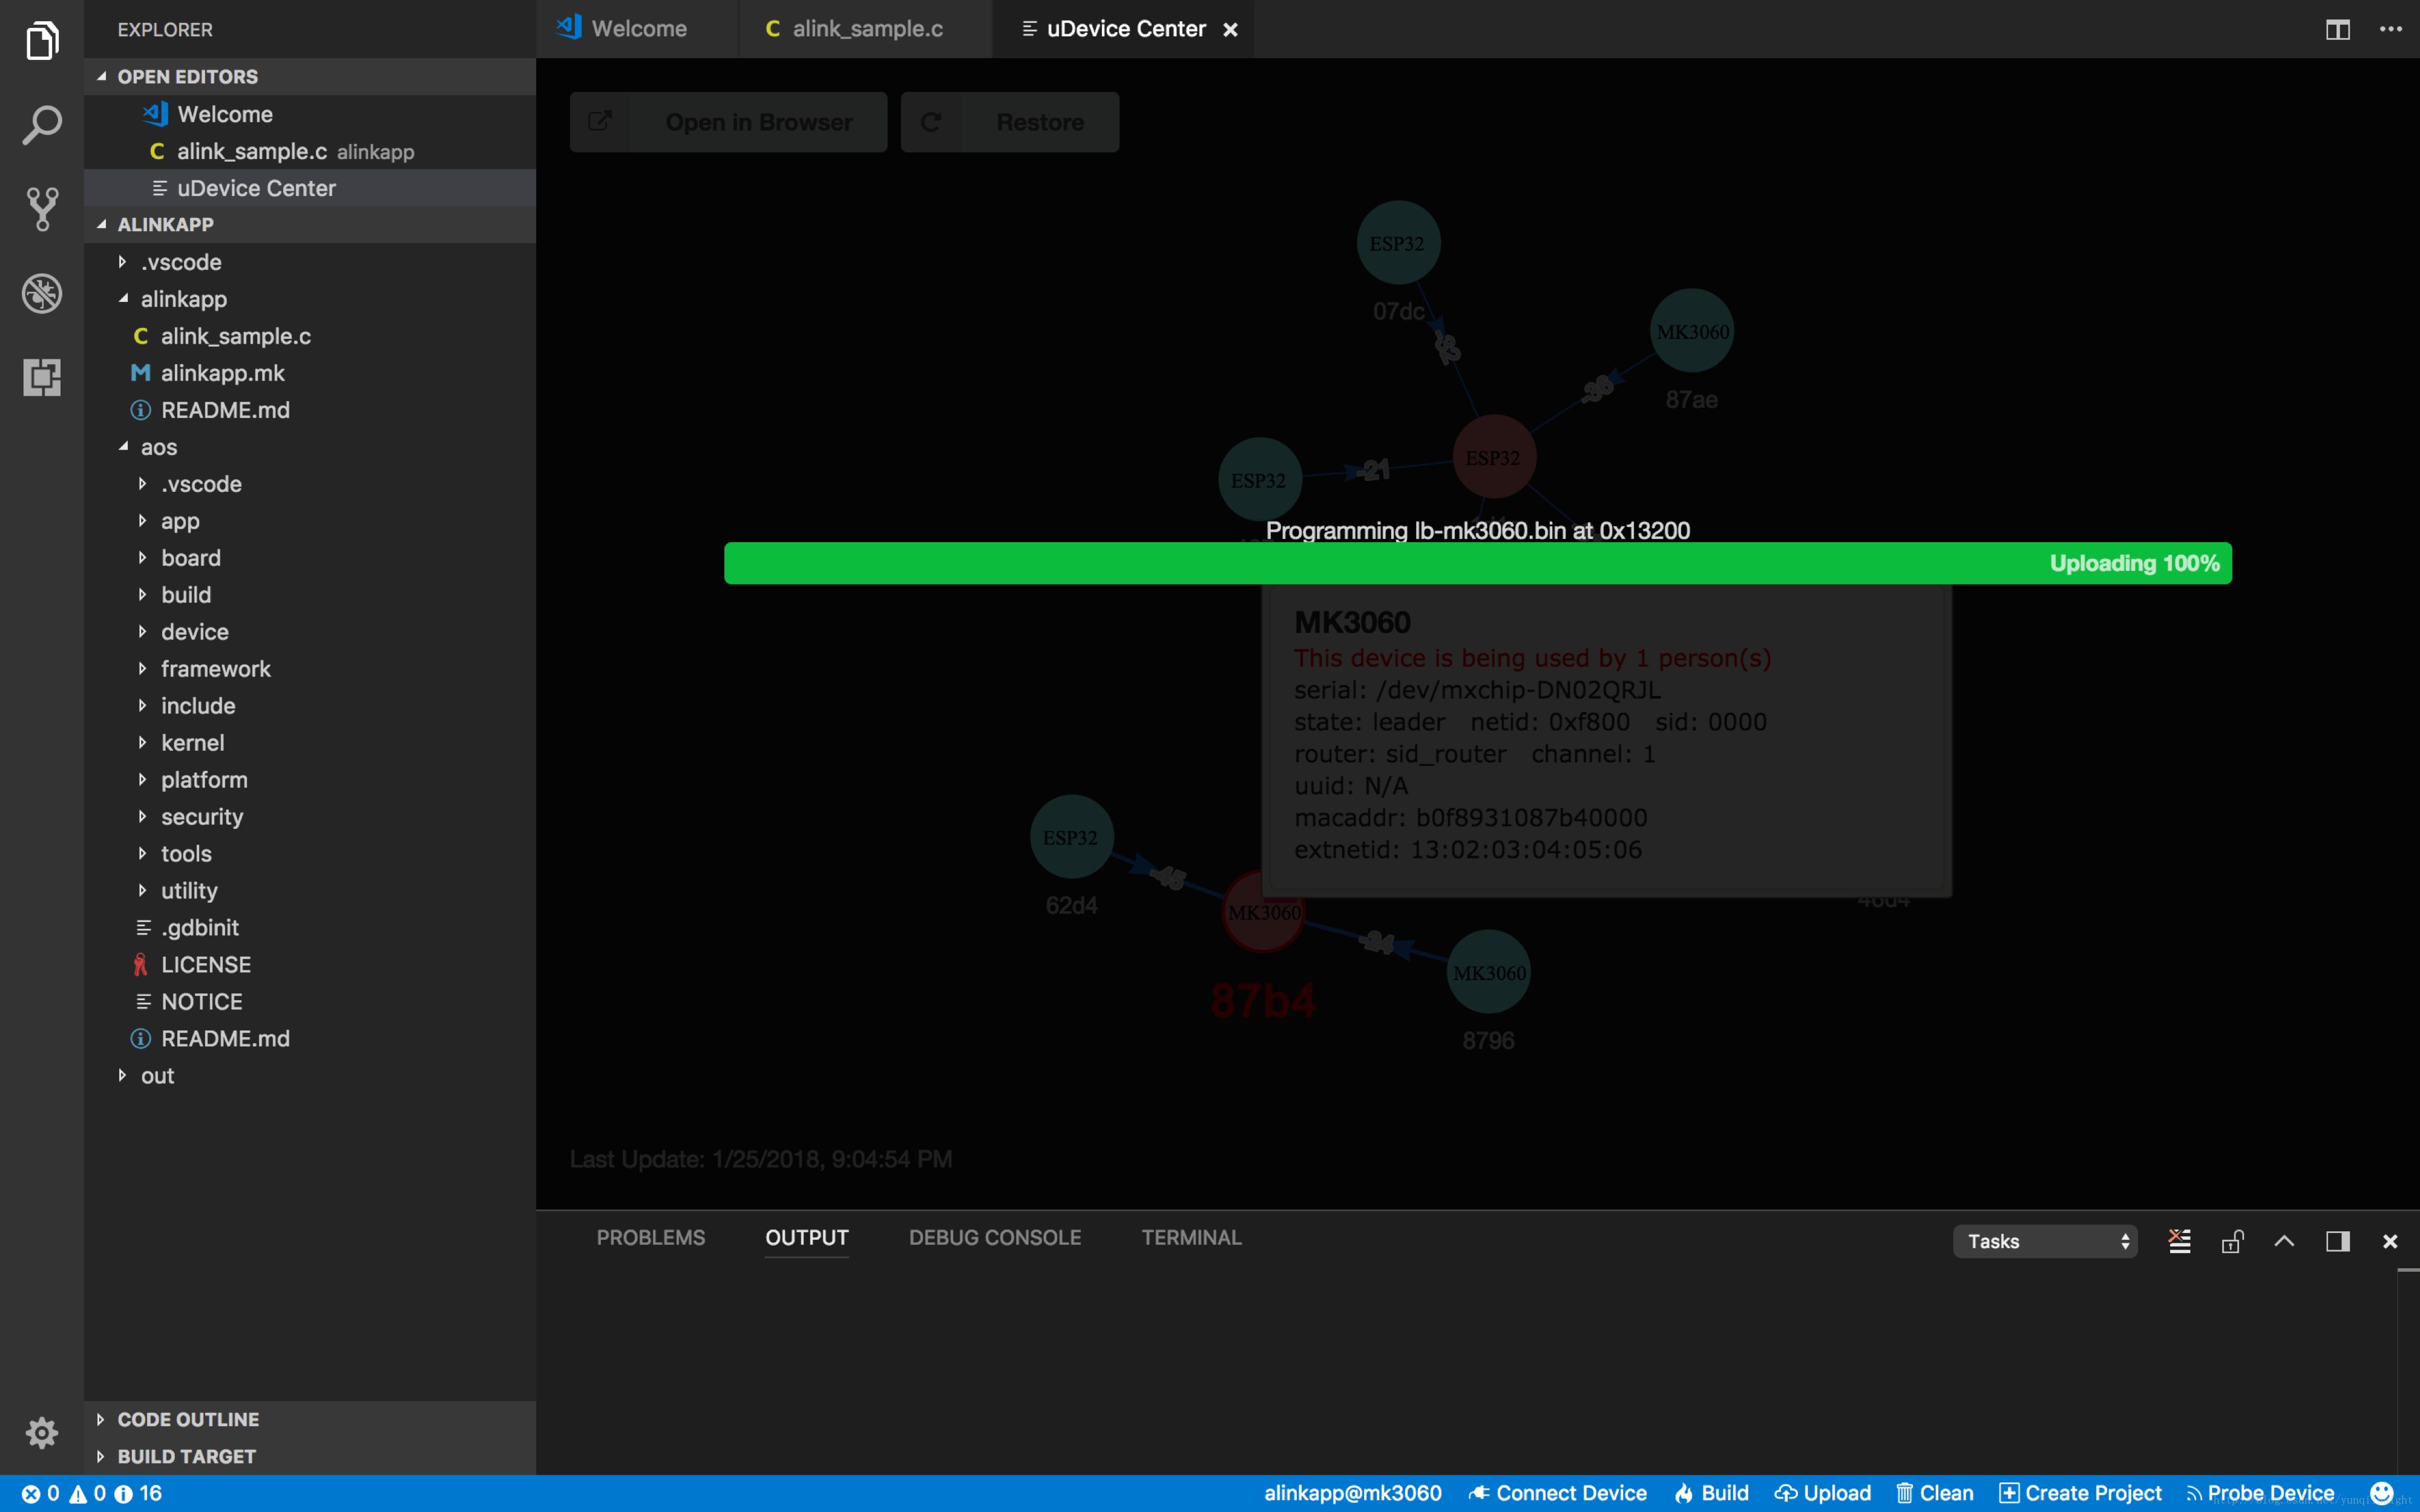 EXPLORER
OPEN EDITORS
Welcome
alink_sample.c alinkapp
uDevice Center
ALINKAPP
.vscode
alinkapp
alink_sample.c
alinkapp.mk
README.md
aos
.vscode
app
board
build
device
framework
include
kernel
platform
security
tools
utility
.gdbinit
LICENSE
NOTICE
README.md
out
CODE OUTLINE
BUILD TARGET
Welcome
alink_sample.c
uDevice Center
Open in Browser
Restore
ESP32
07dc
MK3060
87ae
ESP32
-21
ESP32
Programming lb-mk3060.bin at 0x13200
Uploading 100%
MK3060
This device is being used by 1 person(s)
serial: /dev/mxchip-DN02QRJL
state: leader netid: 0xf800 sid: 0000
router: sid_router channel: 1
uuid: N/A
macaddr: b0f8931087b40000
extnetid: 13:02:03:04:05:06
ESP32
62d4
MK3060
87b4
MK3060
8796
Last Update: 1/25/2018, 9:04:54 PM
PROBLEMS
OUTPUT
DEBUG CONSOLE
TERMINAL
Tasks
0 0 16
alinkapp@mk3060
Connect Device
Build
Upload
Clean
Create Project
Probe Device